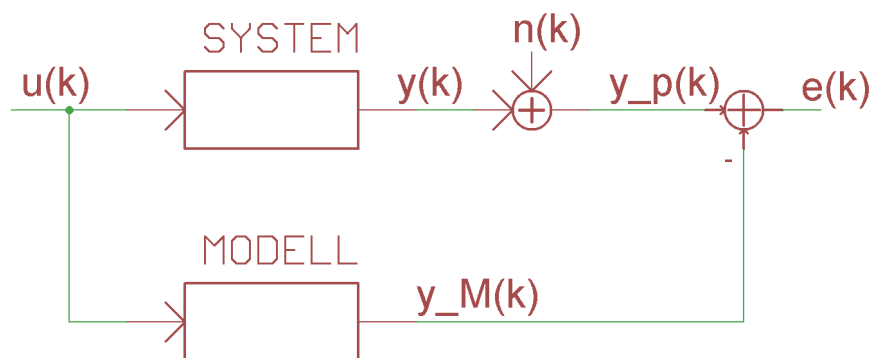 SYSTEM
n(k)
u(k)
y(k)
y_p(k)
e(k)
+
+
-
MODELL
y_M(k)